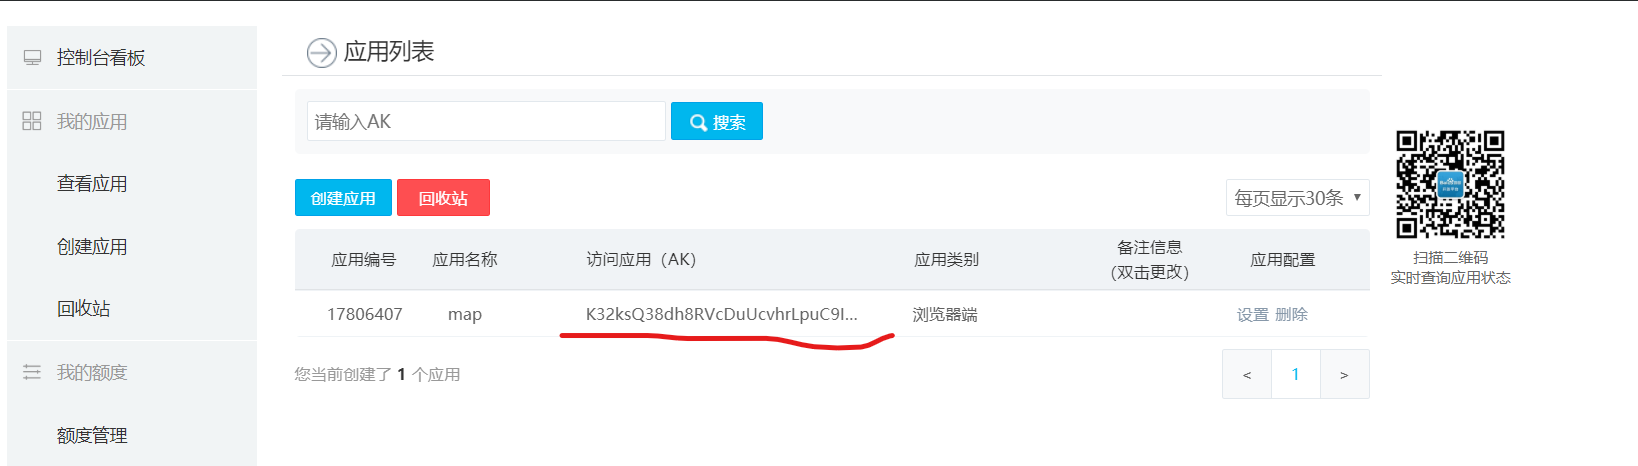 控制台看板
我的应用
查看应用
创建应用
回收站
我的额度
额度管理
应用列表
请输入AK
搜索
创建应用
回收站
每页显示30条
应用编号 应用名称 访问应用（AK） 应用类别 备注信息 应用配置
（双击更改）
17806407 map K32ksQ38dh8RVcDuUcvhrLpuC9I... 浏览器端 设置 删除
您当前创建了 1 个应用
< 1 >
扫描二维码
实时查询应用状态